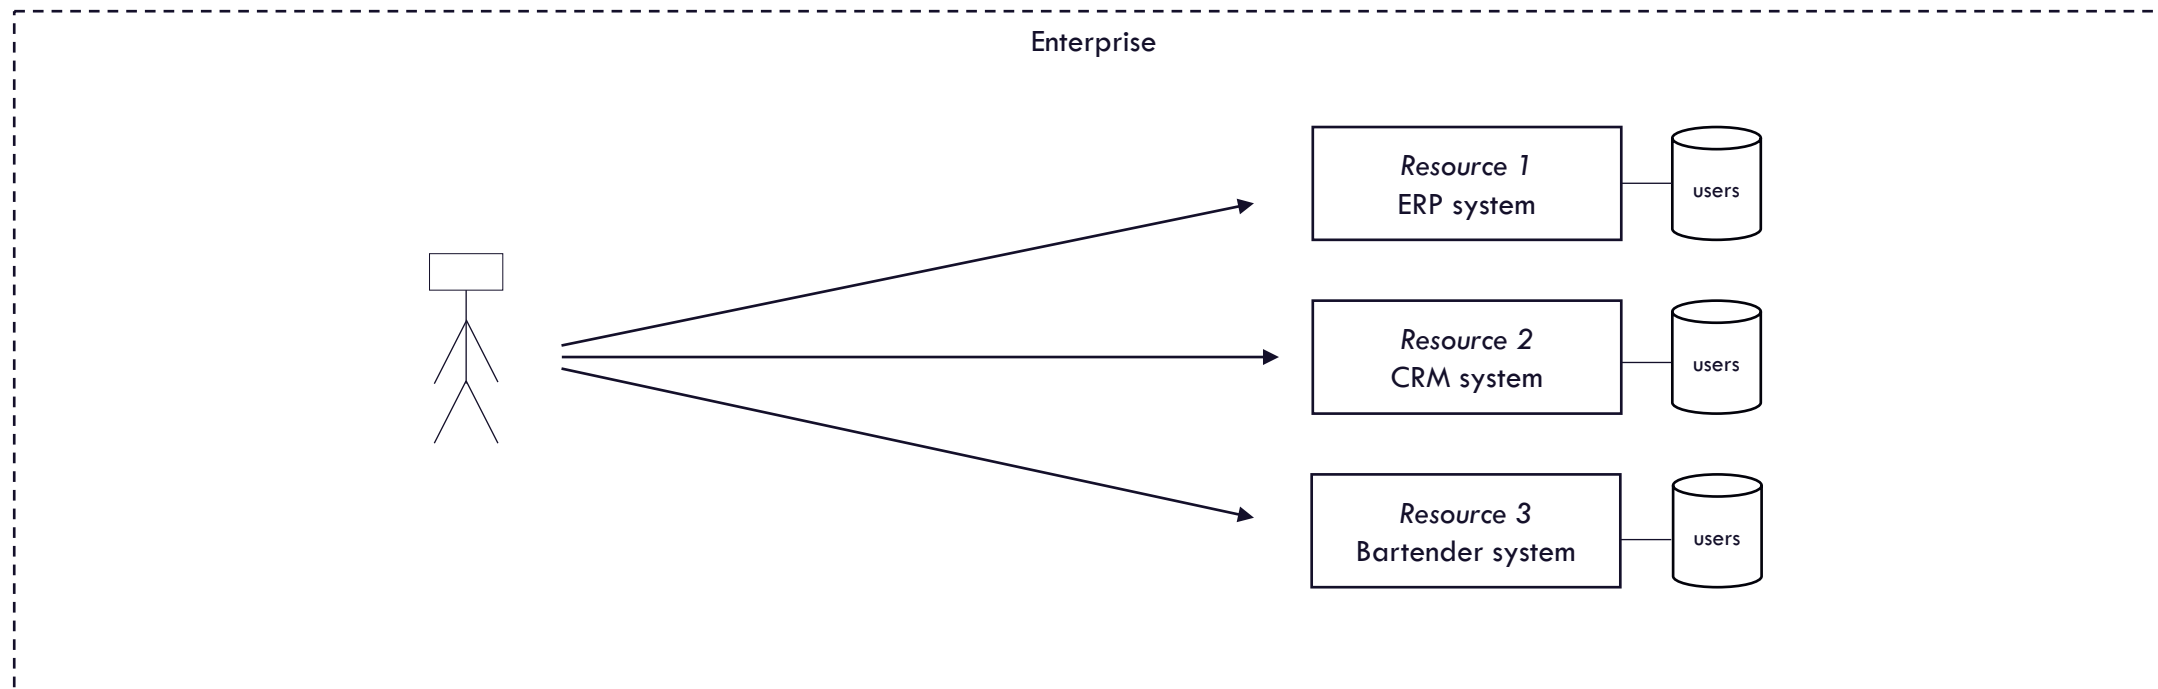 Enterprise
Resource 1
ERP system
users
Resource 2
CRM system
users
Resource 3
Bartender system
users